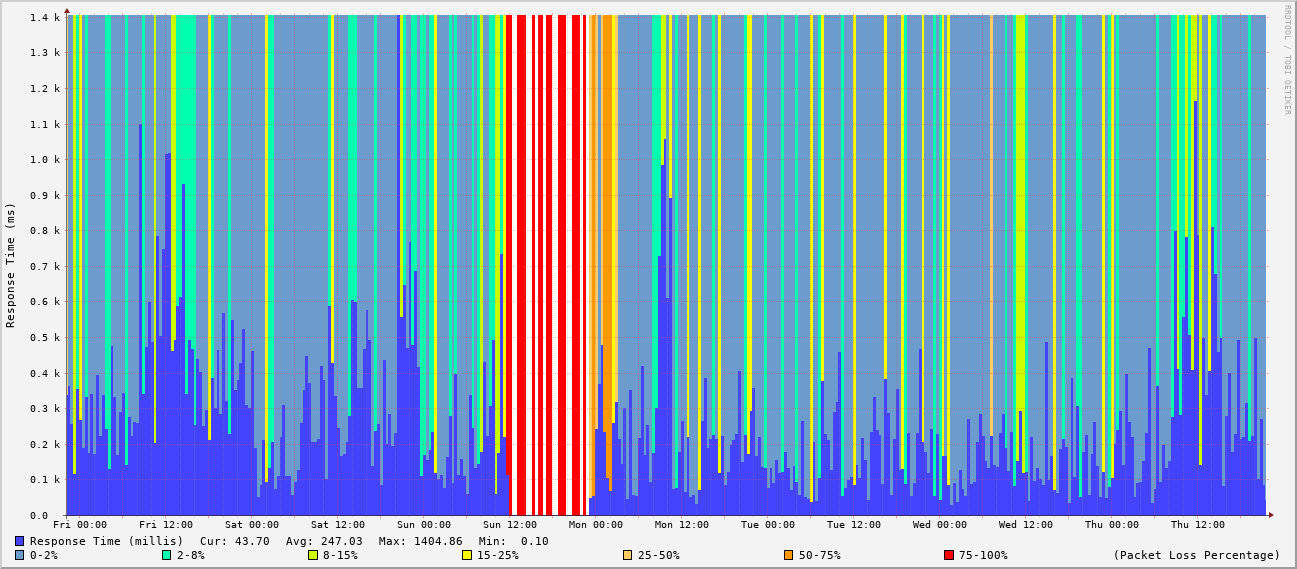 1.4 k
1.3 k
1.2 k
1.1 k
1.0 k
0.9 k
0.8 k
0.7 k
0.6 k
0.5 k
0.4 k
0.3 k
0.2 k
0.1 k
0.0
Response Time (ms)
RRDTOOL / TOBI OETIKER
Fri 00:00 Fri 12:00 Sat 00:00 Sat 12:00 Sun 00:00 Sun 12:00 Mon 00:00 Mon 12:00 Tue 00:00 Tue 12:00 Wed 00:00 Wed 12:00 Thu 00:00 Thu 12:00
Response Time (millis) Cur: 43.70 Avg: 247.03 Max: 1404.86 Min: 0.10
0-2% 2-8% 8-15% 15-25% 25-50% 50-75% 75-100% (Packet Loss Percentage)